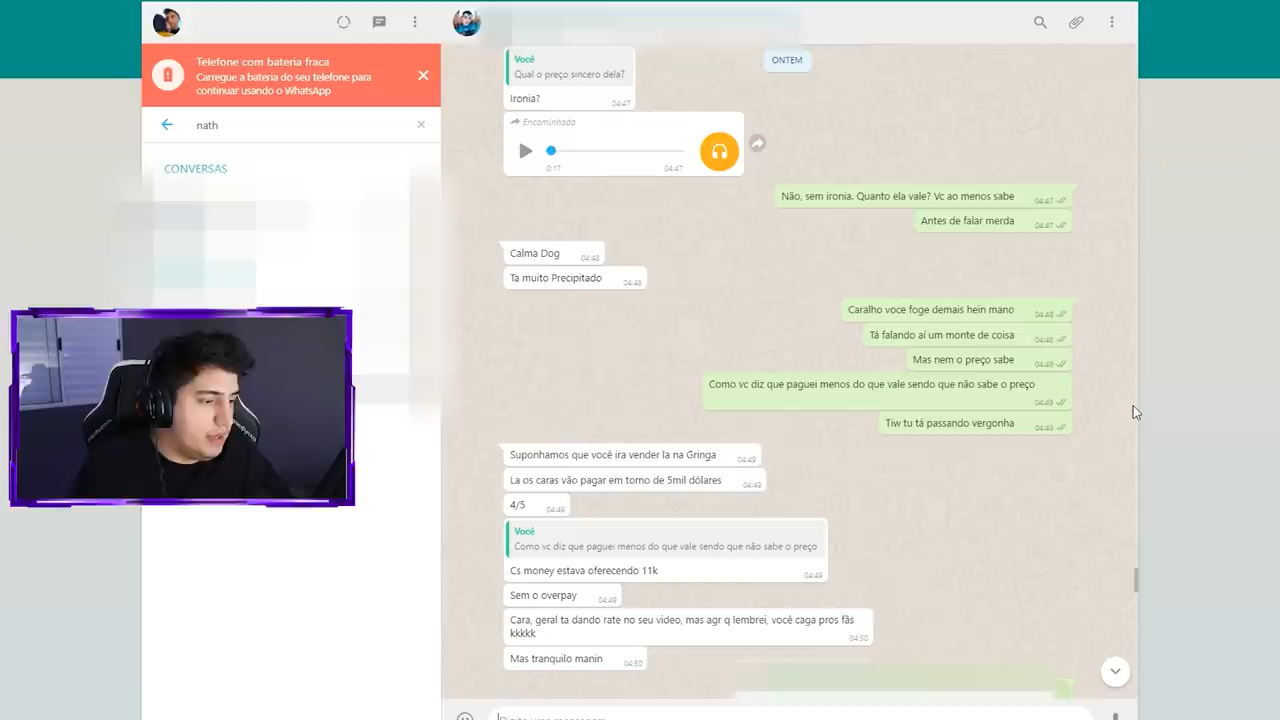 Telefone com bateria fraca
Carregue a bateria do seu telefone para
continuar usando o WhatsApp
nath
CONVERSAS
ONTEM
Você
Qual o preço sincero dela?
Ironia?
04:47
Encaminhada
0:17
04:47
Não, sem ironia. Quanto ela vale? Vc ao menos sabe
04:47
Antes de falar merda
04:47
Calma Dog
04:48
Ta muito Precipitado
04:48
Caralho voce foge demais hein mano
04:48
Tá falando aí um monte de coisa
04:48
Mas nem o preço sabe
04:48
Como vc diz que paguei menos do que vale sendo que não sabe o preço
04:49
Tiw tu tá passando vergonha
04:49
Suponhamos que você ira vender la na Gringa
04:49
La os caras vão pagar em torno de 5mil dólares
04:49
4/5
04:49
Você
Como vc diz que paguei menos do que vale sendo que não sabe o preço
Cs money estava oferecendo 11k
04:49
Sem o overpay
04:49
Cara, geral ta dando rate no seu video, mas agr q lembrei, você caga pros fãs
kkkkk
04:50
Mas tranquilo manin
04:50
Digite uma mensagem